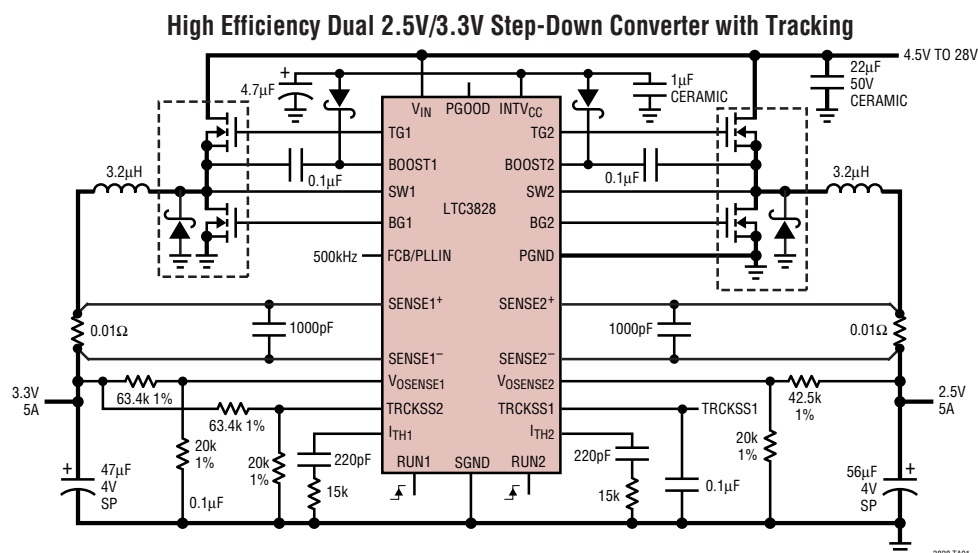 High Efficiency Dual 2.5V/3.3V Step-Down Converter with Tracking
4.5V TO 28V
4.7µF
+
1µF
CERAMIC
22µF
50V
CERAMIC
VIN PGOOD INTVCC
TG1
TG2
BOOST1
BOOST2
0.1µF
0.1µF
3.2µH
3.2µH
SW1
SW2
LTC3828
BG1
BG2
500kHz
FCB/PLLIN
PGND
SENSE1+
SENSE2+
0.01Ω
1000pF
1000pF
0.01Ω
SENSE1–
SENSE2–
VOSENSE1
VOSENSE2
3.3V
5A
63.4k 1%
42.5k
1%
2.5V
5A
TRCKSS2
TRCKSS1
TRCKSS1
63.4k 1%
ITH1
ITH2
20k
1%
20k
1%
220pF
220pF
20k
1%
RUN1 SGND RUN2
+
47µF
4V
SP
0.1µF
15k
15k
0.1µF
56µF
4V
SP
+
3828 TA01